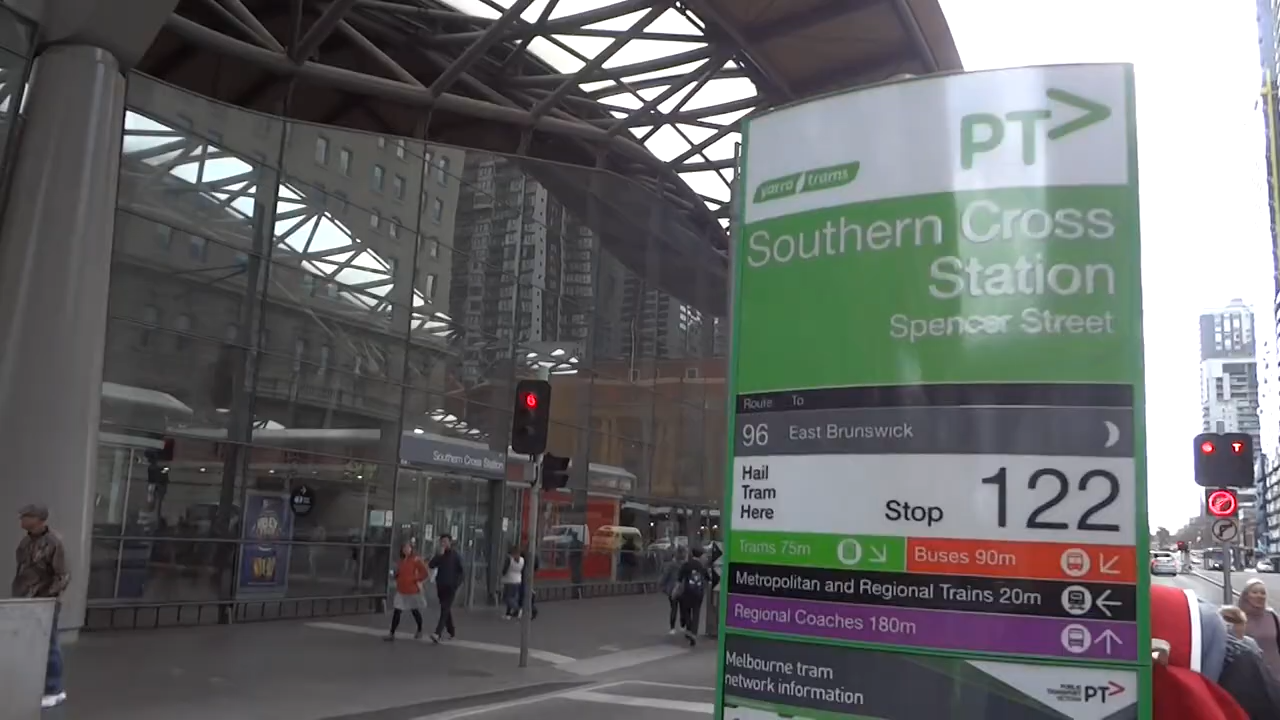 PT>
yarra trams
Southern Cross
Station
Spencer Street
Route To
96 East Brunswick
Hail
Tram
Here
Stop 122
Trams 75m
Buses 90m
Metropolitan and Regional Trains 20m
Regional Coaches 180m
Melbourne tram
network information
PT>
Southern Cross Station
T